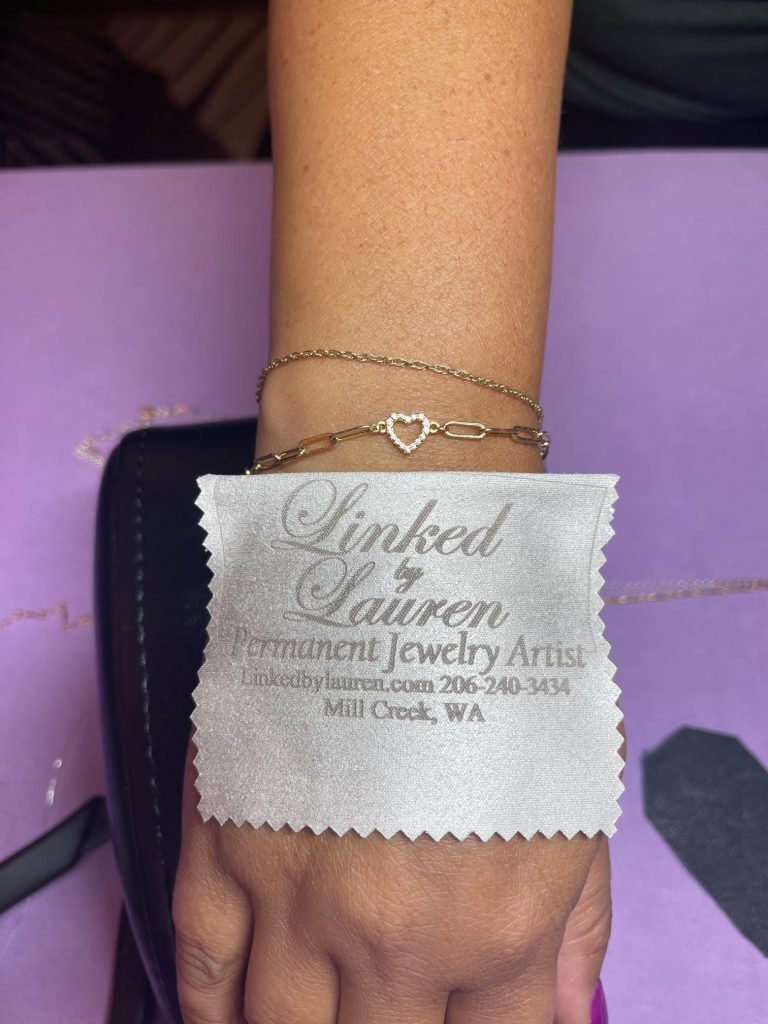 Linked
by
Lauren
Permanent Jewelry Artist
Linkedbylauren.com 206-240-3434
Mill Creek, WA